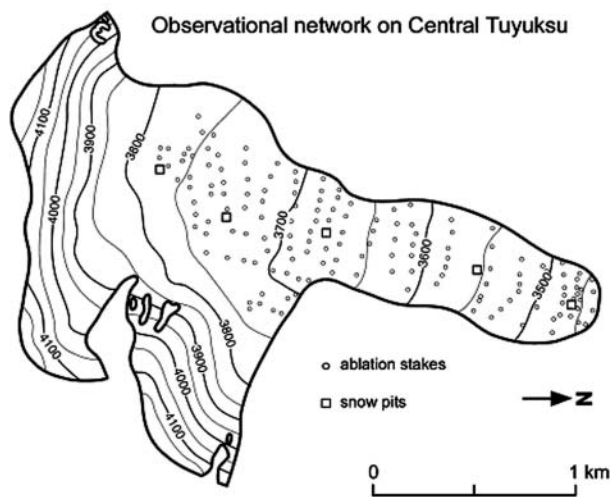 Observational network on Central Tuyuksu
4100
4000
3900
3800
3700
3600
3500
3800
3900
4000
4100
4100
ablation stakes
snow pits
N
0
1 km